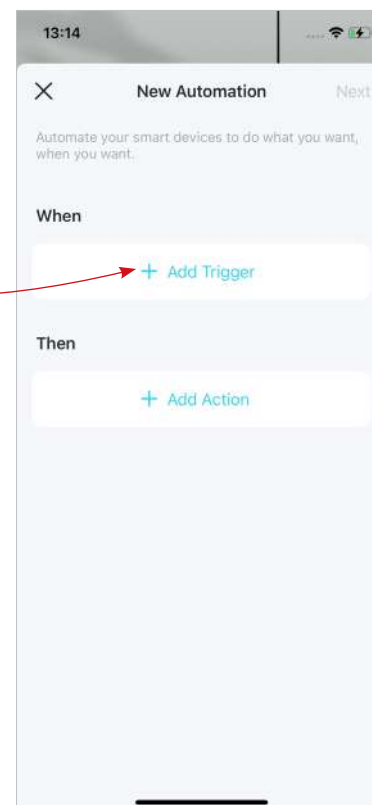 13:14
New Automation
Next
Automate your smart devices to do what you want,
when you want.
When
+ Add Trigger
Then
+ Add Action